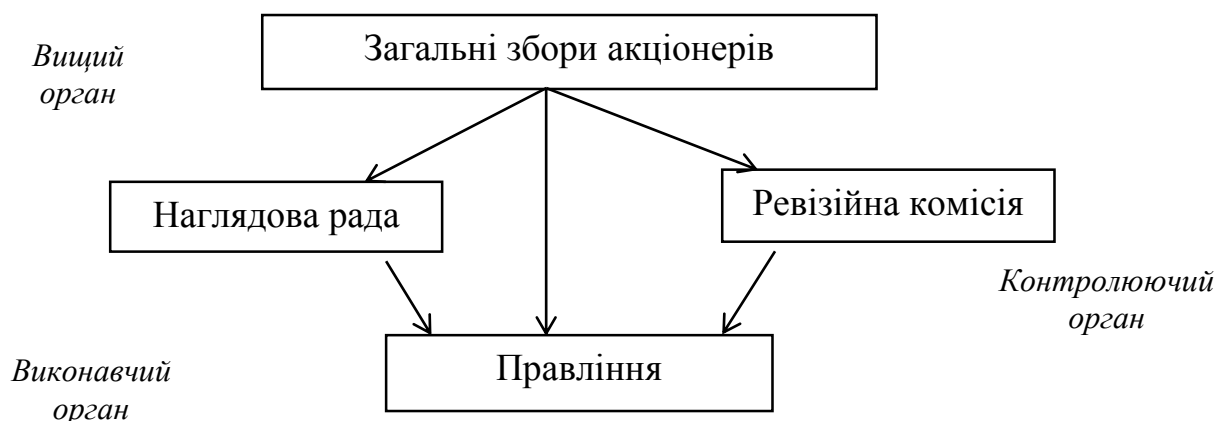 Загальні збори акціонерів
Вищий
орган
Наглядова рада
Ревізійна комісія
Контролюючий
орган
Правління
Виконавчий
орган